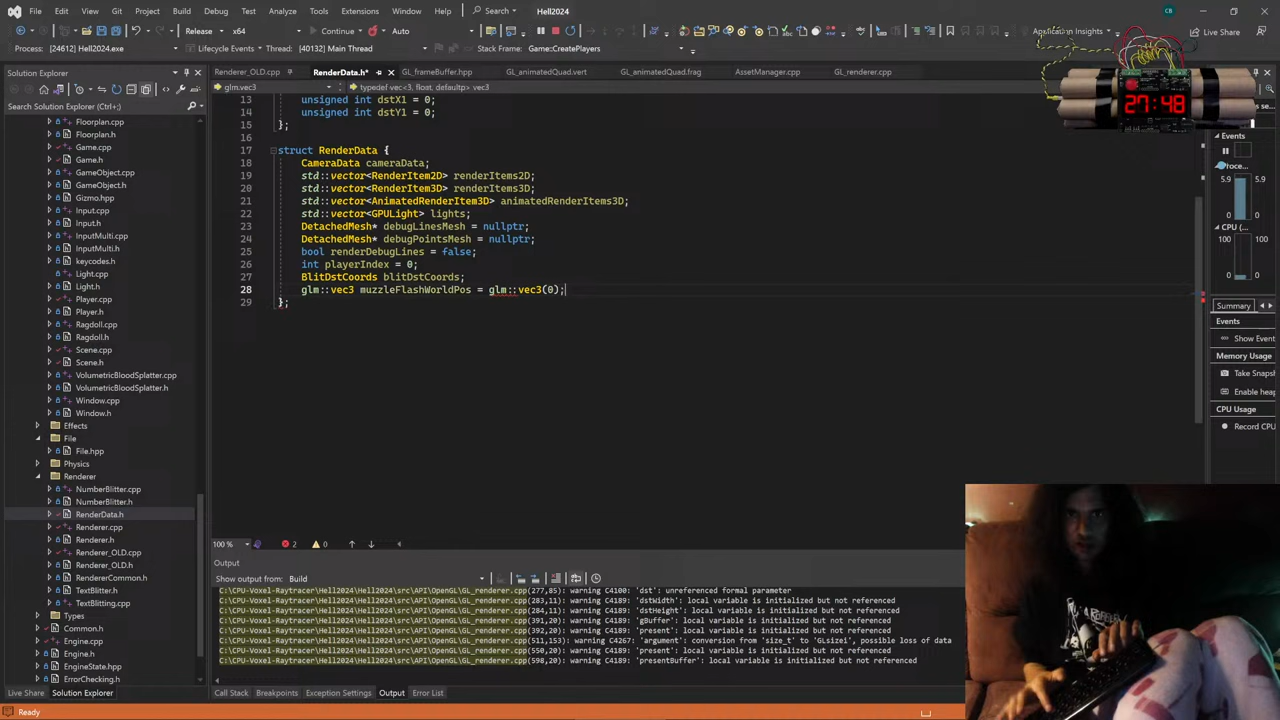 File Edit View Git Project Build Debug Test Analyze Tools Extensions Window Help Search Hell2024 CB
Release x64 Continue Auto Application Insights Live Share
Process: [24612] Hell2024.exe Lifecycle Events Thread: [40132] Main Thread Stack Frame: Game::CreatePlayers
27:48
Solution Explorer
Search Solution Explorer (Ctrl+;)
Floorplan.cpp
Floorplan.h
Game.cpp
Game.h
GameObject.cpp
GameObject.h
Gizmo.hpp
Input.cpp
Input.h
InputMulti.cpp
InputMulti.h
keycodes.h
Light.cpp
Light.h
Player.cpp
Player.h
Ragdoll.cpp
Ragdoll.h
Scene.cpp
Scene.h
VolumetricBloodSplatter.cpp
VolumetricBloodSplatter.h
Window.cpp
Window.h
Effects
File
File.hpp
Physics
Renderer
NumberBlitter.cpp
NumberBlitter.h
RenderData.h
Renderer.cpp
Renderer.h
Renderer_OLD.cpp
Renderer_OLD.h
RendererCommon.h
TextBlitter.h
TextBlitting.cpp
Types
Common.h
Engine.cpp
Engine.h
EngineState.hpp
ErrorChecking.h
Live Share Solution Explorer
Renderer_OLD.cpp RenderData.h* GL_frameBuffer.hpp GL_animatedQuad.vert GL_animatedQuad.frag AssetManager.cpp GL_renderer.cpp
glm.vec3 typedef vec<3, float, defaultp> vec3
13 unsigned int dstX1 = 0;
14 unsigned int dstY1 = 0;
15 };
16
17 struct RenderData {
18 CameraData cameraData;
19 std::vector<RenderItem2D> renderItems2D;
20 std::vector<RenderItem3D> renderItems3D;
21 std::vector<AnimatedRenderItem3D> animatedRenderItems3D;
22 std::vector<GPULight> lights;
23 DetachedMesh* debugLinesMesh = nullptr;
24 DetachedMesh* debugPointsMesh = nullptr;
25 bool renderDebugLines = false;
26 int playerIndex = 0;
27 BlitDstCoords blitDstCoords;
28 glm::vec3 muzzleFlashWorldPos = glm::vec3(0);
29 };
100 % 2 0
Output
Show output from: Build
C:\CPU-Voxel-Raytracer\Hell2024\Hell2024\src\API\OpenGL\GL_renderer.cpp(277,85): warning C4100: 'dst': unreferenced formal parameter
C:\CPU-Voxel-Raytracer\Hell2024\Hell2024\src\API\OpenGL\GL_renderer.cpp(283,11): warning C4189: 'dstWidth': local variable is initialized but not referenced
C:\CPU-Voxel-Raytracer\Hell2024\Hell2024\src\API\OpenGL\GL_renderer.cpp(284,11): warning C4189: 'dstHeight': local variable is initialized but not referenced
C:\CPU-Voxel-Raytracer\Hell2024\Hell2024\src\API\OpenGL\GL_renderer.cpp(391,20): warning C4189: 'gBuffer': local variable is initialized but not referenced
C:\CPU-Voxel-Raytracer\Hell2024\Hell2024\src\API\OpenGL\GL_renderer.cpp(392,20): warning C4189: 'present': local variable is initialized but not referenced
C:\CPU-Voxel-Raytracer\Hell2024\Hell2024\src\API\OpenGL\GL_renderer.cpp(511,153): warning C4267: 'argument': conversion from 'size_t' to 'GLsizei', possible loss of data
C:\CPU-Voxel-Raytracer\Hell2024\Hell2024\src\API\OpenGL\GL_renderer.cpp(550,20): warning C4189: 'present': local variable is initialized but not referenced
C:\CPU-Voxel-Raytracer\Hell2024\Hell2024\src\API\OpenGL\GL_renderer.cpp(598,20): warning C4189: 'presentBuffer': local variable is initialized but not referenced
Call Stack Breakpoints Exception Settings Output Error List
Events
5.9 5.9
CPU (
100 100
0 0
Summary
Events
Show Event
Memory Usage
Take Snaps
Enable heap
CPU Usage
Record CPU
Ready